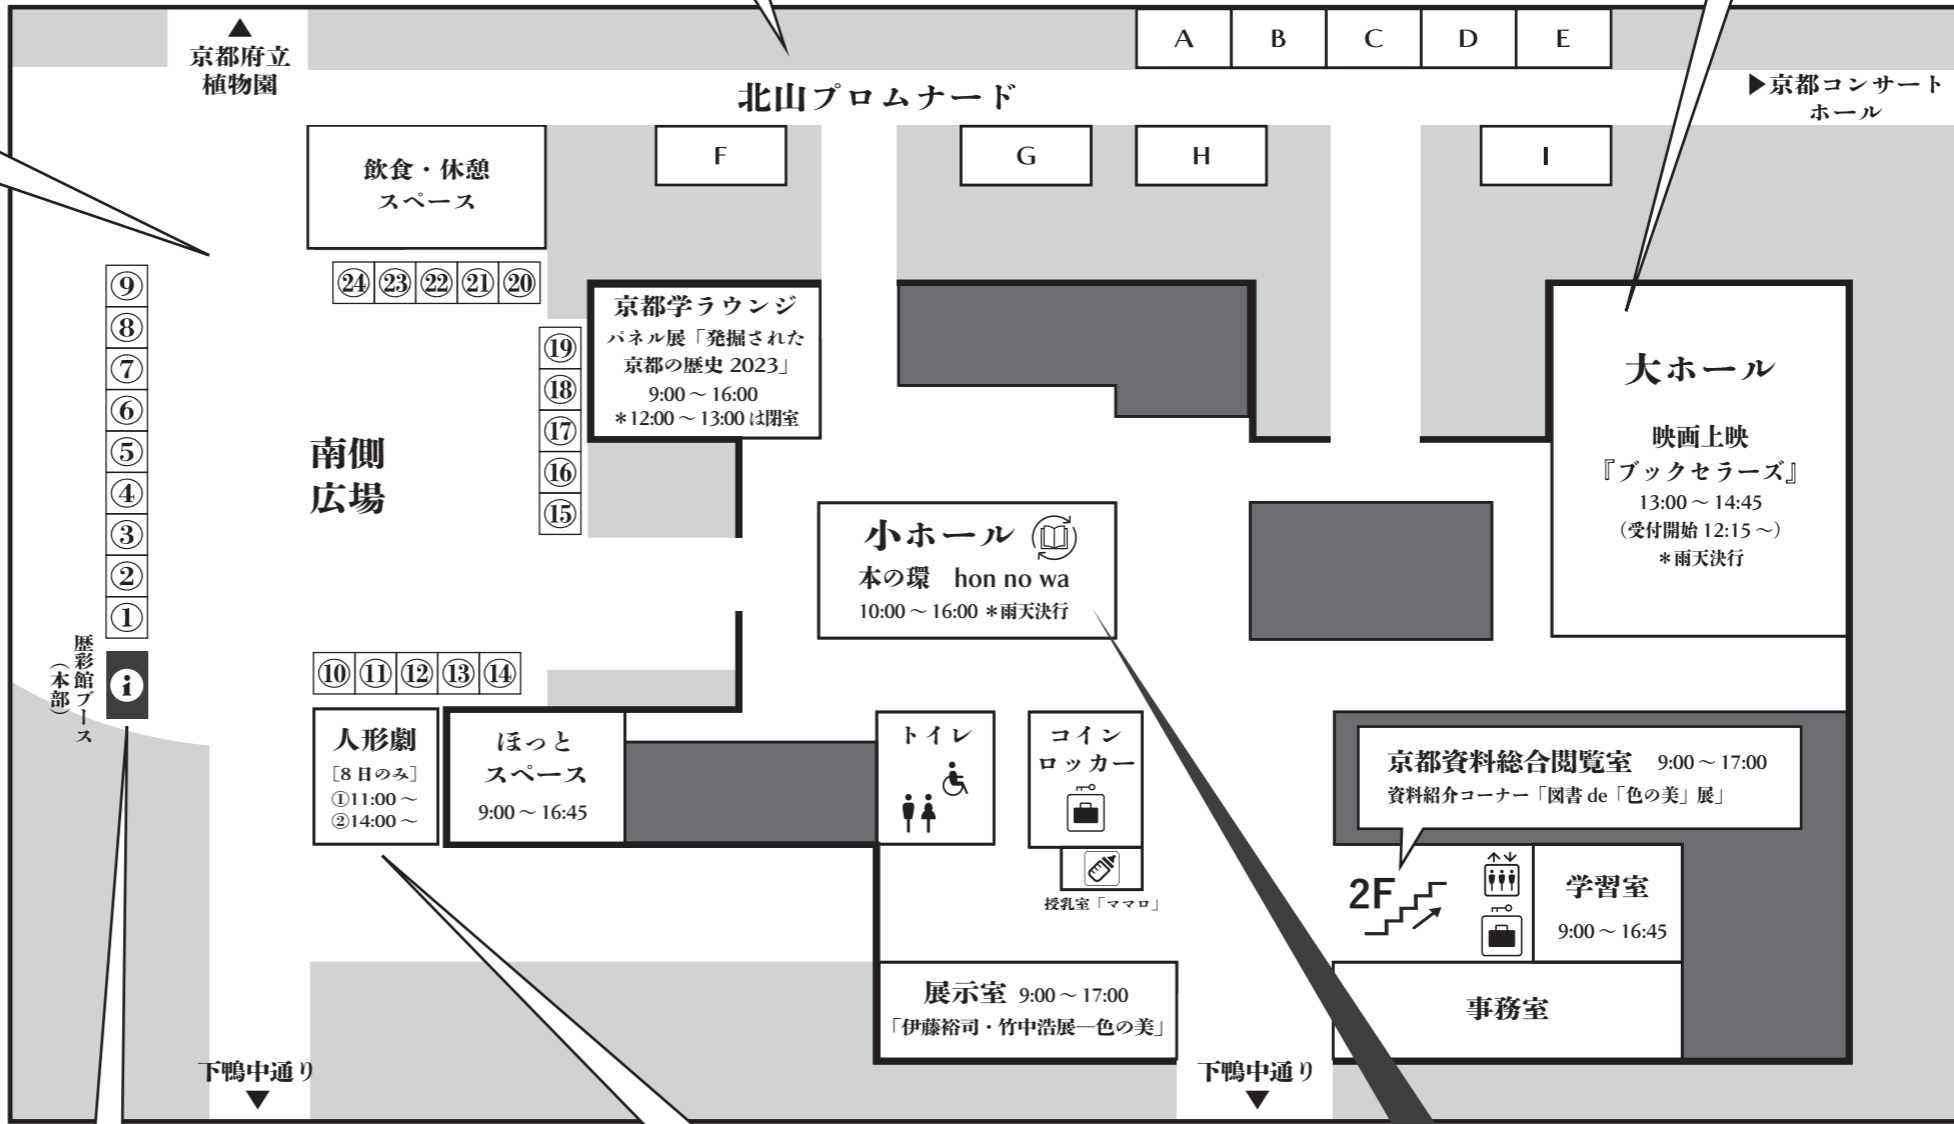 ▲
京都府立
植物園
A
B
C
D
E
北山プロムナード
▶京都コンサート
ホール
飲食・休憩
スペース
F
G
H
I
㉔ ㉓ ㉒ ㉑ ⑳
⑨
⑧
⑦
⑥
⑤
④
③
②
①
歴彩館ブース
（本部）
i
南側
広場
⑲
⑱
⑰
⑯
⑮
京都学ラウンジ
パネル展「発掘された
京都の歴史 2023」
9:00 〜 16:00
＊12:00 〜 13:00 は閉室
大ホール
映画上映
『ブックセラーズ』
13:00 〜 14:45
（受付開始 12:15 〜）
＊雨天決行
小ホール
本の環　hon no wa
10:00 〜 16:00 ＊雨天決行
⑩ ⑪ ⑫ ⑬ ⑭
人形劇
［8 日のみ］
①11:00 〜
②14:00 〜
ほっと
スペース
9:00 〜 16:45
トイレ
コイン
ロッカー
授乳室「ママロ」
京都資料総合閲覧室　9:00 〜 17:00
資料紹介コーナー「図書 de「色の美」展」
2F
学習室
9:00 〜 16:45
展示室 9:00 〜 17:00
「伊藤裕司・竹中浩展―色の美」
事務室
下鴨中通り
▼
下鴨中通り
▼